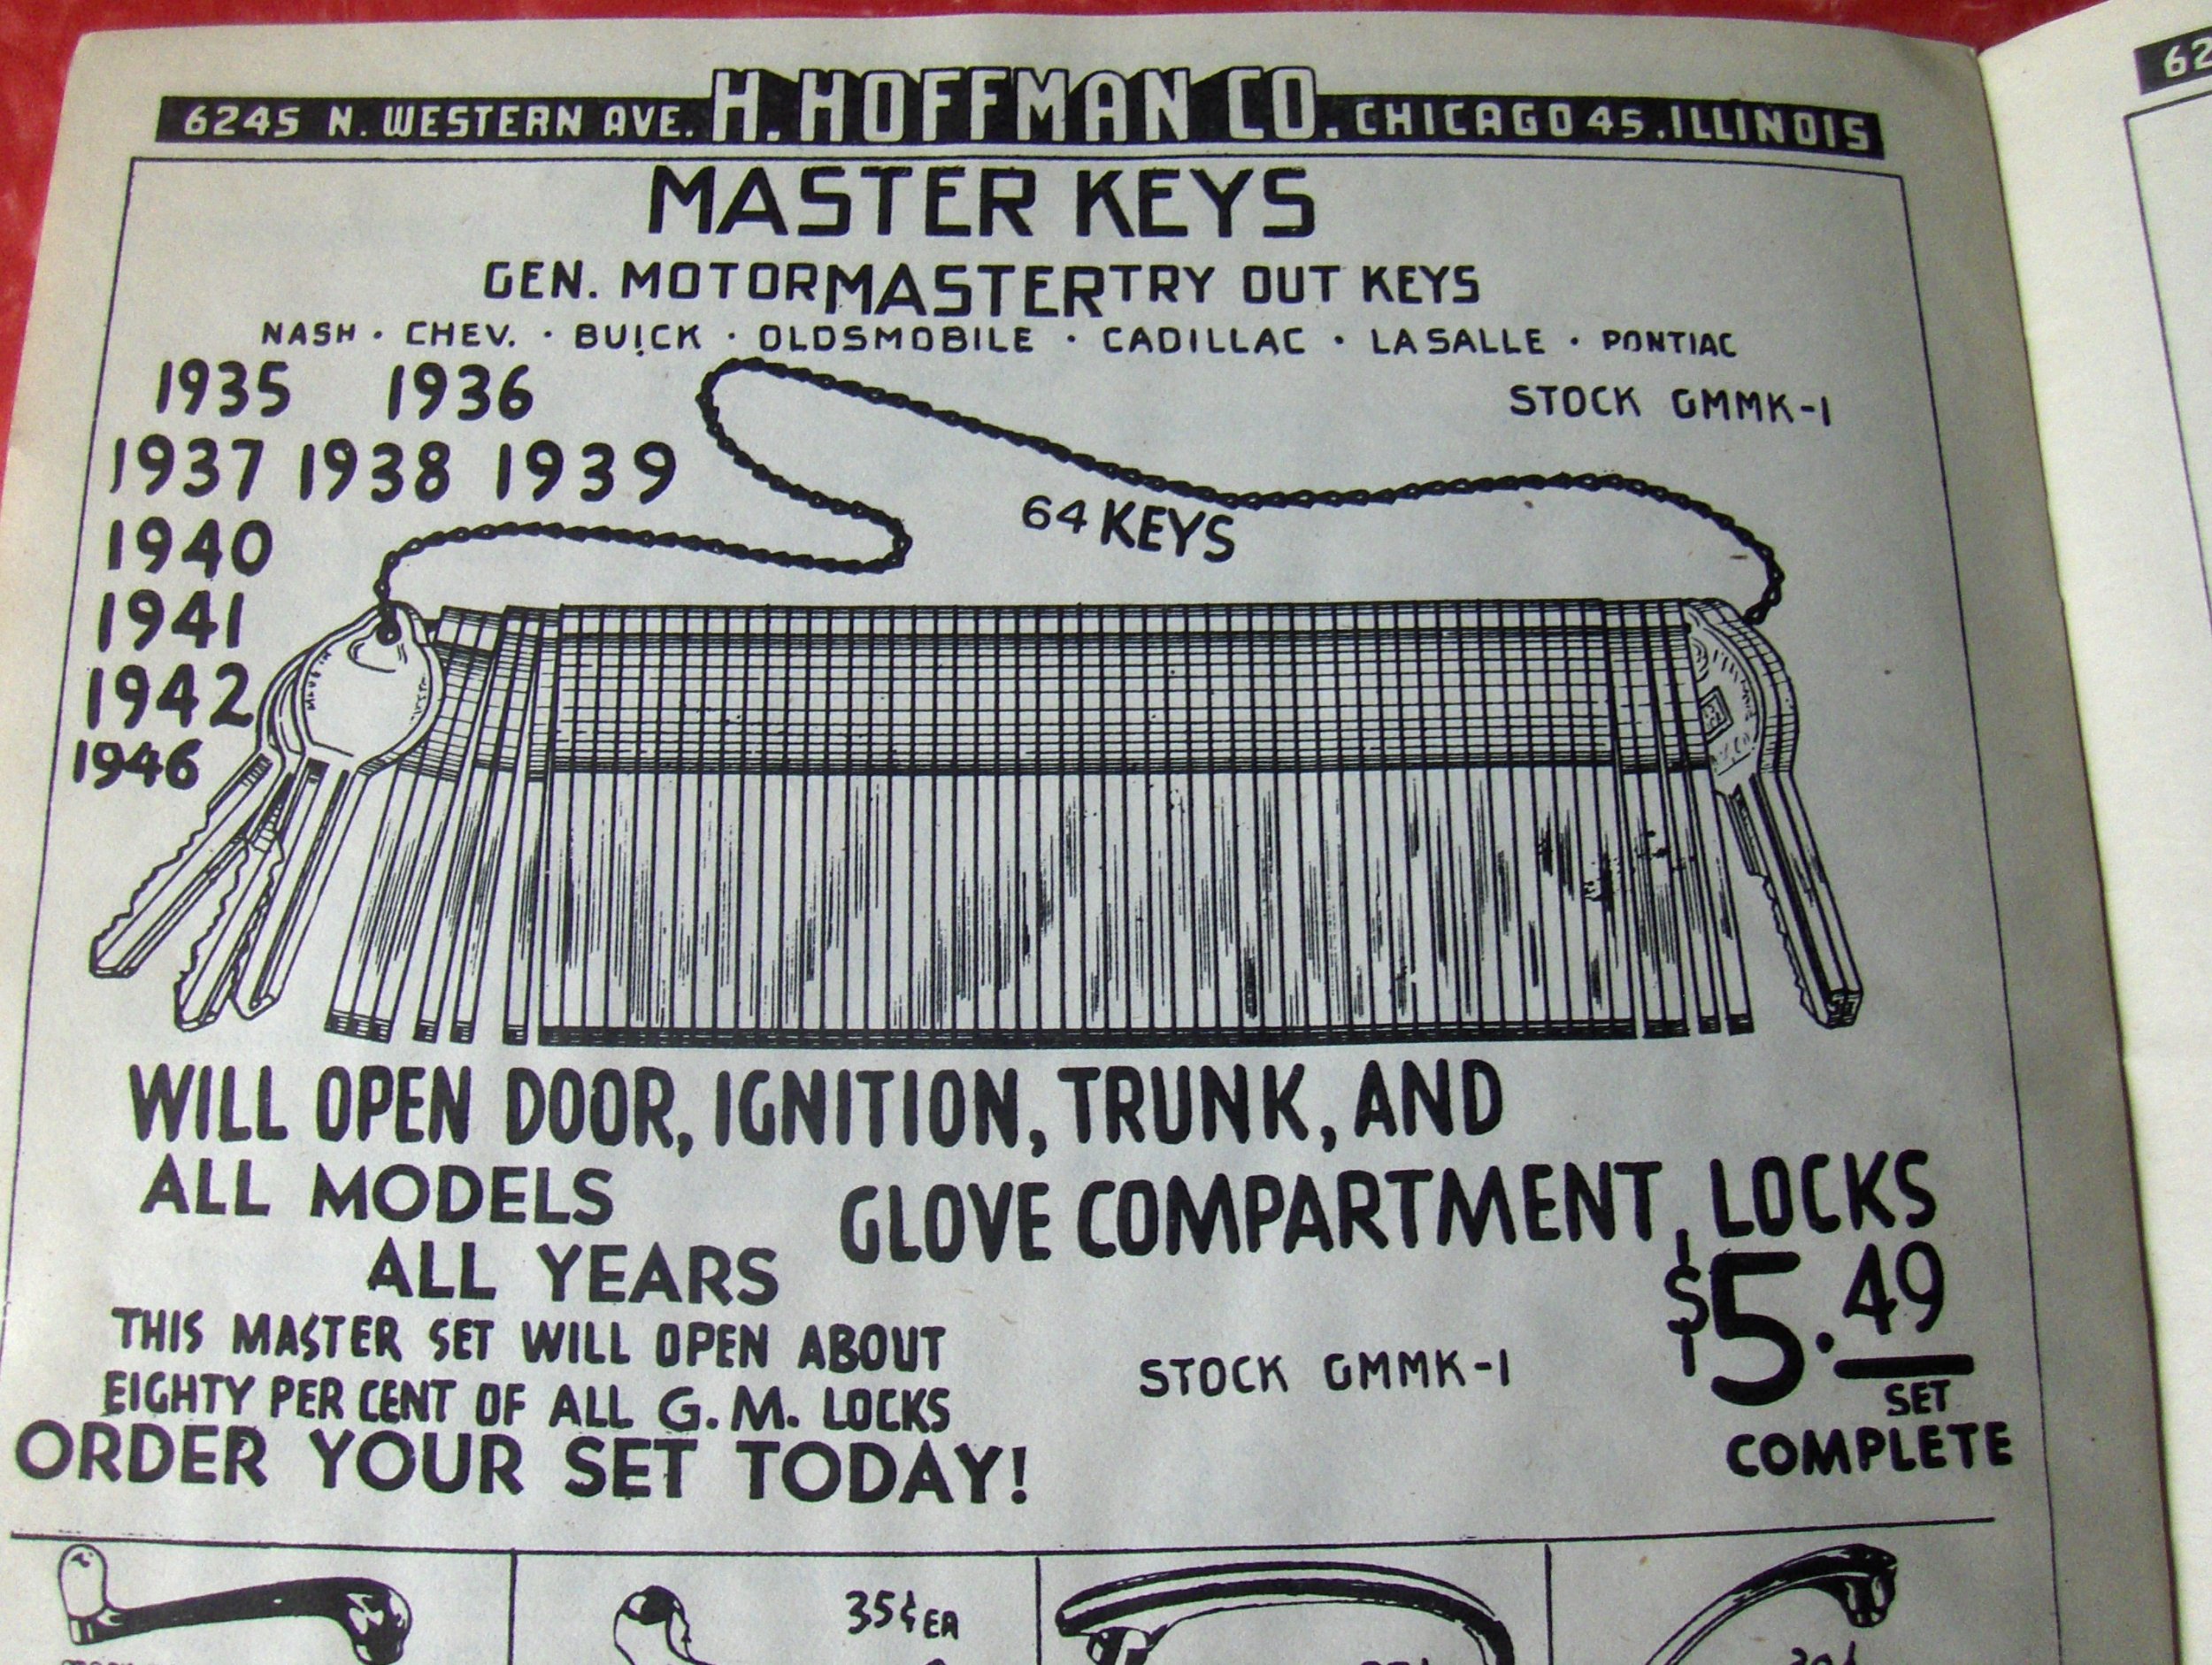 6245 N. WESTERN AVE. H. HOFFMAN CO. CHICAGO 45. ILLINOIS
62
MASTER KEYS
GEN. MOTOR MASTER TRY OUT KEYS
NASH · CHEV. · BUICK · OLDSMOBILE · CADILLAC · LASALLE · PONTIAC
1935 1936
STOCK GMMK-1
1937 1938 1939
64 KEYS
1940
1941
1942
1946
WILL OPEN DOOR, IGNITION, TRUNK, AND
GLOVE COMPARTMENT, LOCKS
ALL MODELS
ALL YEARS
THIS MASTER SET WILL OPEN ABOUT
EIGHTY PER CENT OF ALL G.M. LOCKS
ORDER YOUR SET TODAY!
STOCK GMMK-1
$5.49
SET
COMPLETE
35¢ EA